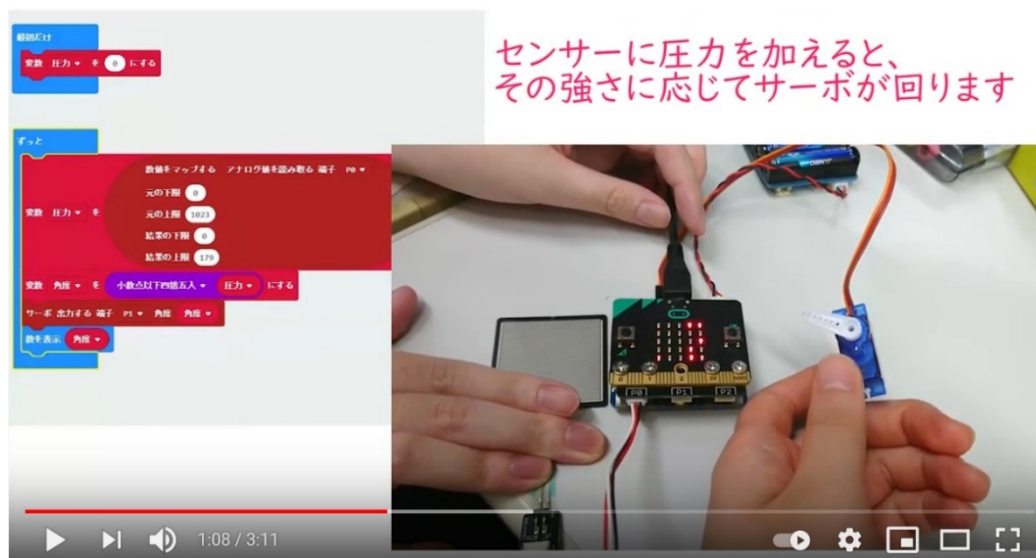 最初だけ
変数 圧力 を 0 にする
センサーに圧力を加えると、
その強さに応じてサーボが回ります
ずっと
数値をマップする アナログ値を読み取る 端子 P0
元の下限 0
元の上限 1023
結果の下限 0
結果の上限 179
変数 圧力 を
変数 角度 を 小数点以下四捨五入 圧力 にする
サーボ 出力する 端子 P1 角度 角度
数を表示 角度
0 1 2
P0 P1 P2
1:08 / 3:11